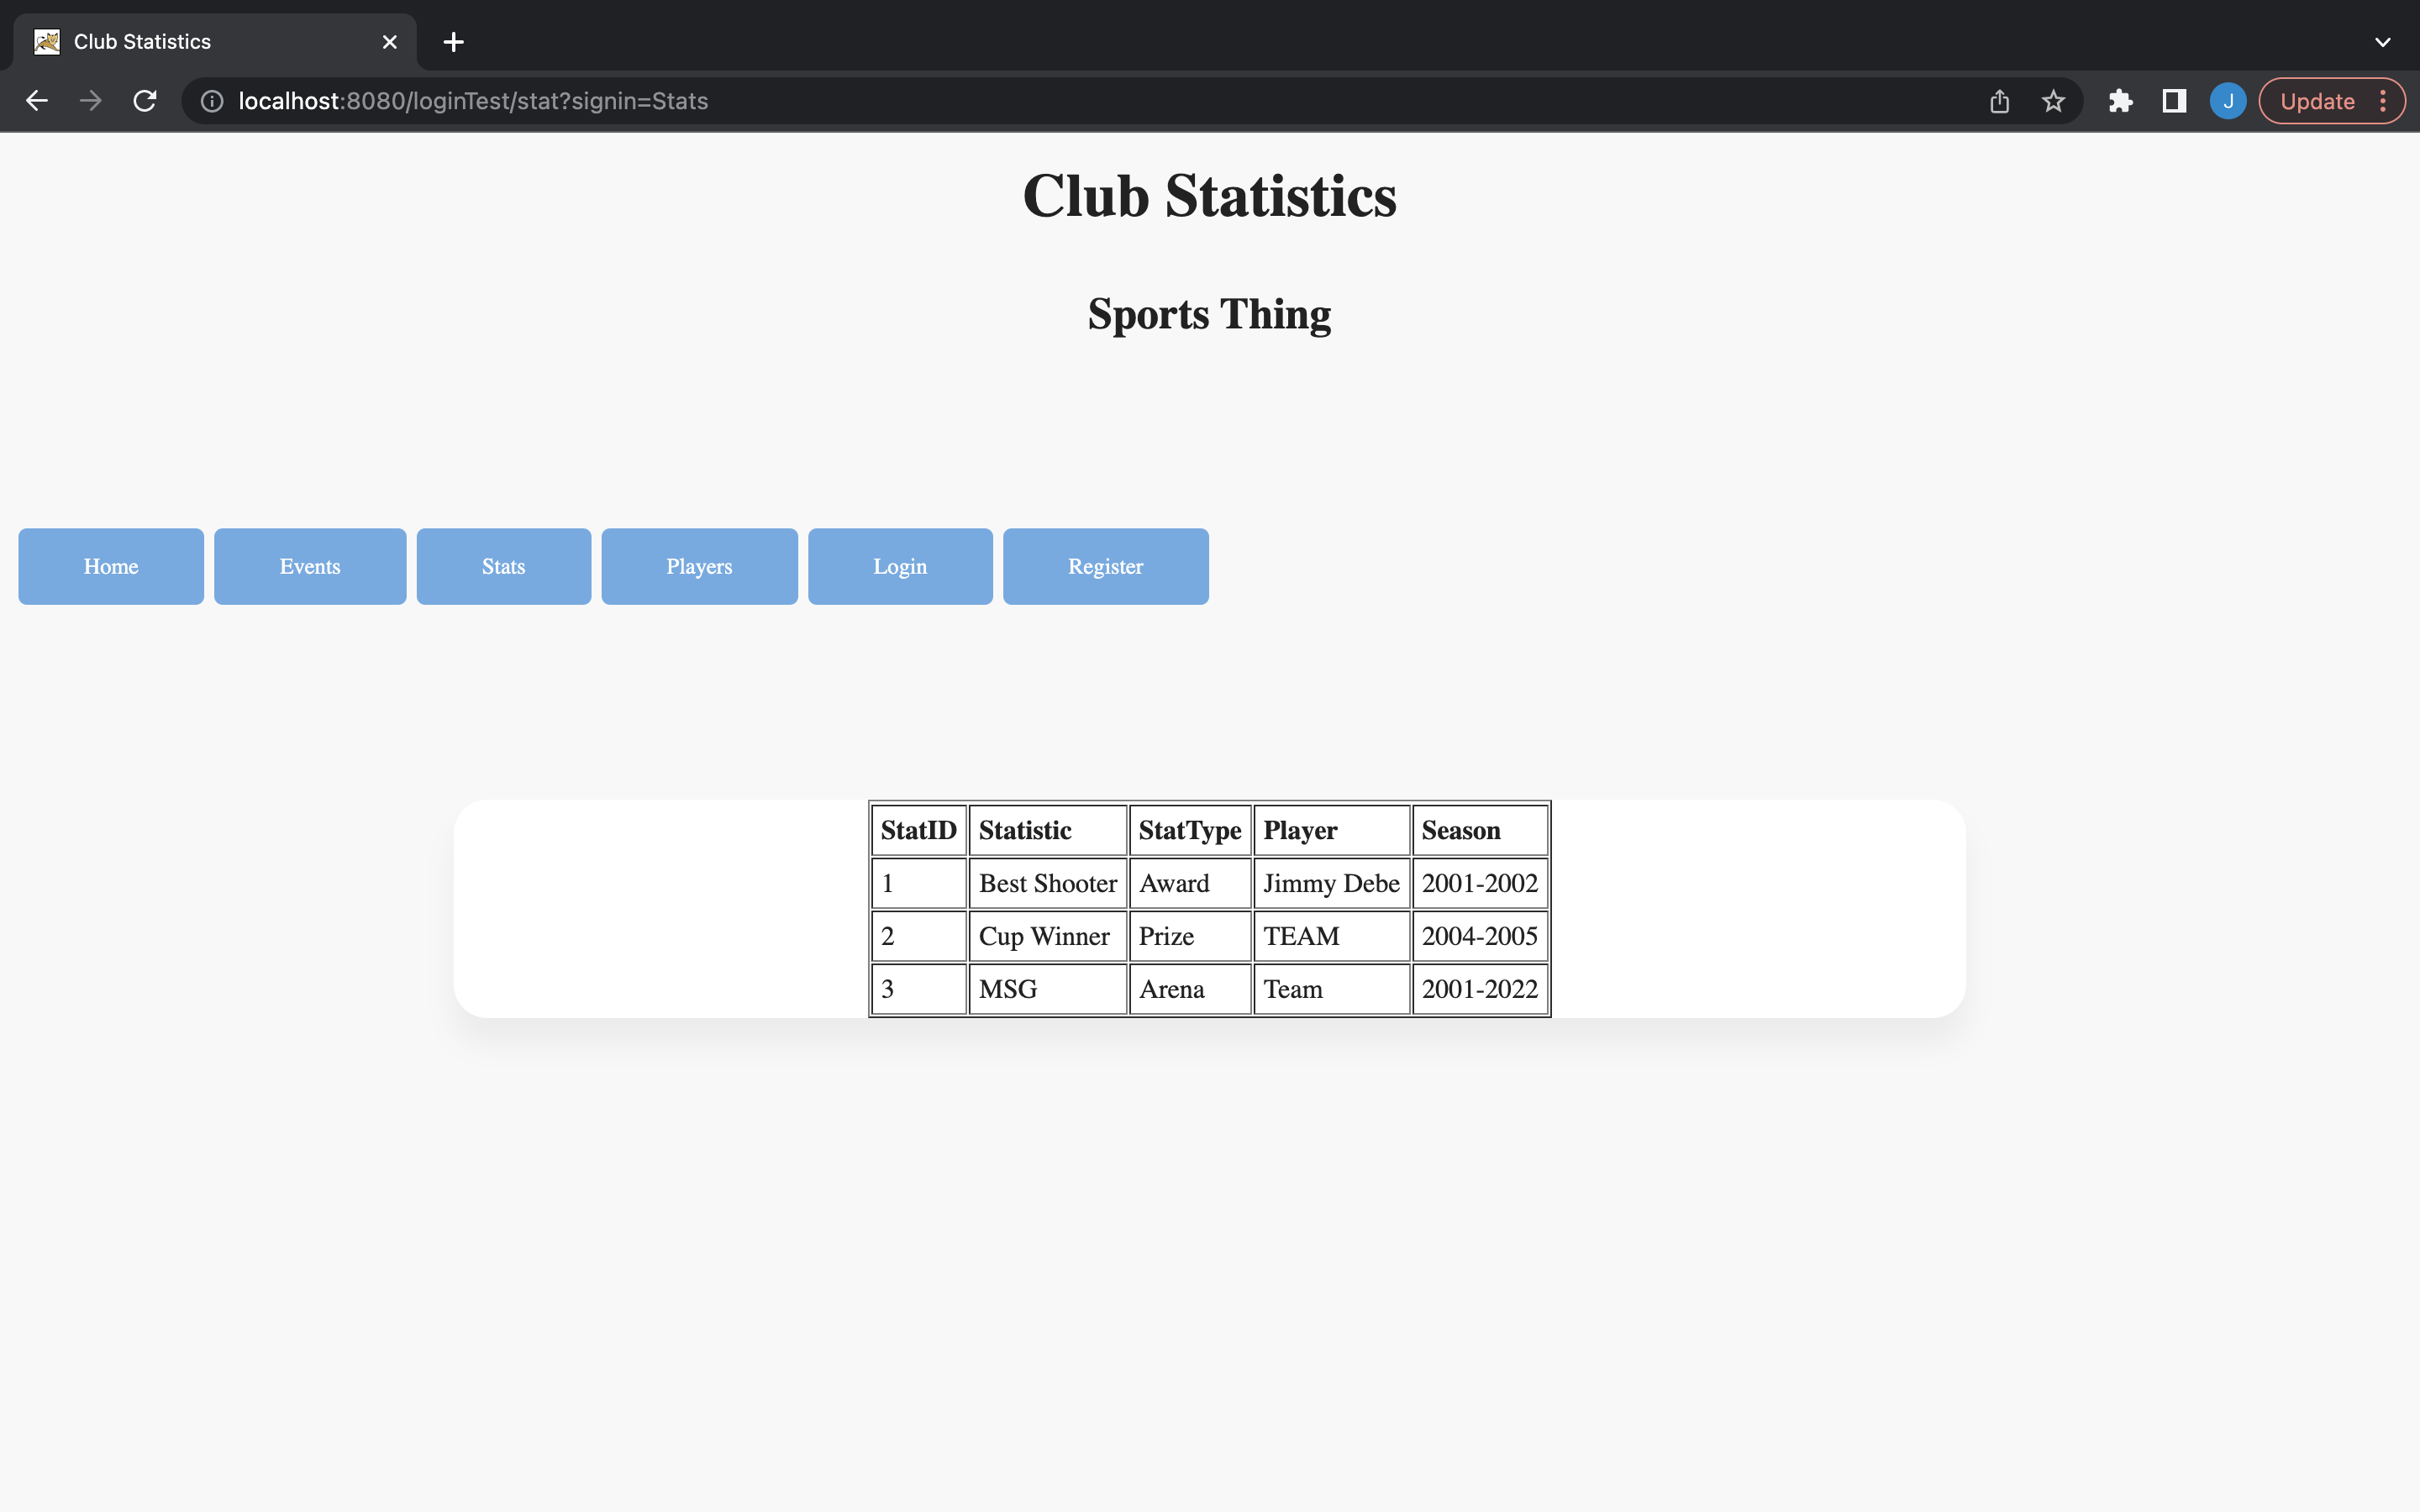 Club Statistics
localhost:8080/loginTest/stat?signin=Stats
J
Update
Club Statistics
Sports Thing
Home Events Stats Players Login Register
StatID Statistic StatType Player Season
1 Best Shooter Award Jimmy Debe 2001-2002
2 Cup Winner Prize TEAM 2004-2005
3 MSG Arena Team 2001-2022